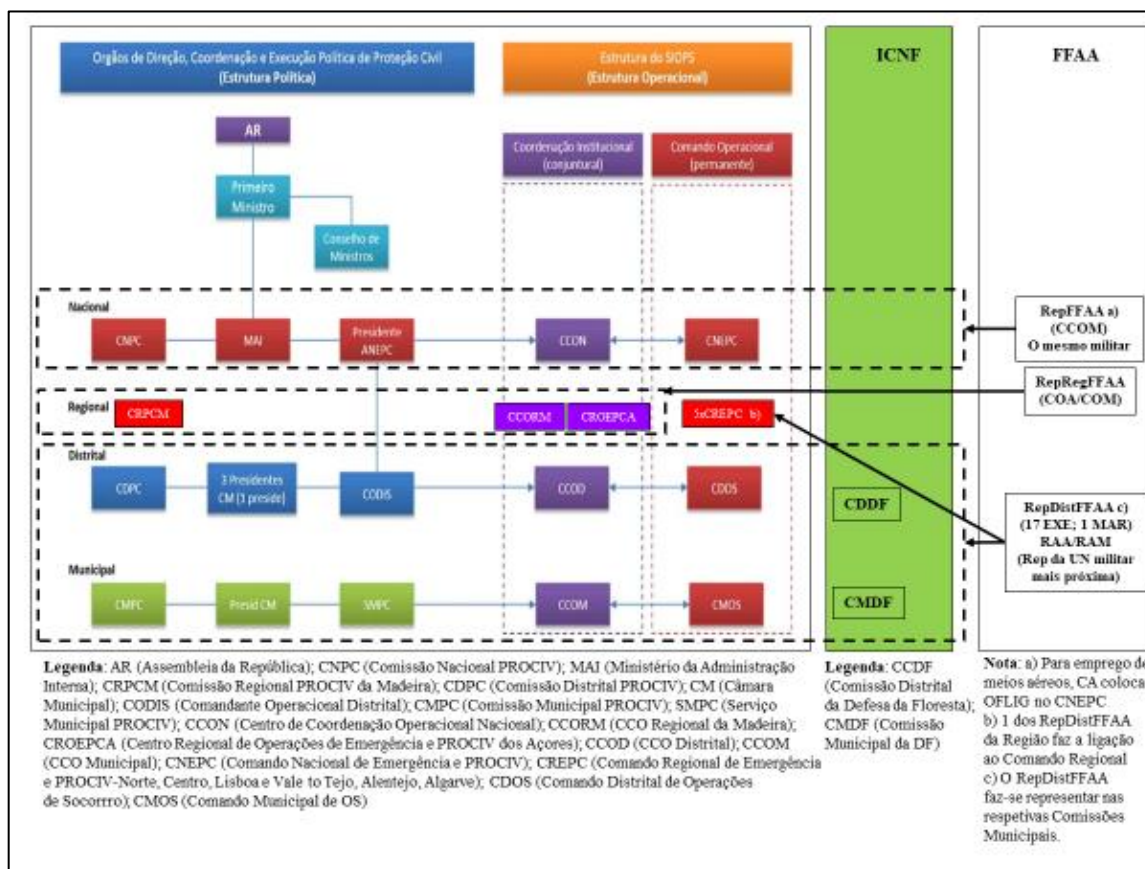 Orgãos de Direção, Coordenação e Execução Política de Proteção Civil
(Estrutura Política)
Estrutura do SIOPS
(Estrutura Operacional)
ICNF
FFAA
AR
Coordenação Institucional
(conjuntural)
Comando Operacional
(permanente)
Primeiro
Ministro
Conselho de
Ministros
Nacional
CNPC
MAI
Presidente
ANEPC
CCON
CNEPC
RepFFAA a)
(CCOM)
O mesmo militar
Regional
CRPCM
CCORM
CROEPCA
5xCREPC b)
RepRegFFAA
(COA/COM)
Distrital
CDPC
3 Presidentes
CM (1 preside)
CODIS
CCOD
CDOS
CDDF
RepDistFFAA c)
(17 EXE; 1 MAR)
RAA/RAM
(Rep da UN militar
mais próxima)
Municipal
CMPC
Presid CM
SMPC
CCOM
CMOS
CMDF
Legenda: AR (Assembleia da República); CNPC (Comissão Nacional PROCIV); MAI (Ministério da Administração
Interna); CRPCM (Comissão Regional PROCIV da Madeira); CDPC (Comissão Distrital PROCIV); CM (Câmara
Municipal); CODIS (Comandante Operacional Distrital); CMPC (Comissão Municipal PROCIV); SMPC (Serviço
Municipal PROCIV); CCON (Centro de Coordenação Operacional Nacional); CCORM (CCO Regional da Madeira);
CROEPCA (Centro Regional de Operações de Emergência e PROCIV dos Açores); CCOD (CCO Distrital); CCOM
(CCO Municipal); CNEPC (Comando Nacional de Emergência e PROCIV); CREPC (Comando Regional de Emergência
e PROCIV-Norte, Centro, Lisboa e Vale to Tejo, Alentejo, Algarve); CDOS (Comando Distrital de Operações
de Socorrro); CMOS (Comando Municipal de OS)
Legenda: CCDF
(Comissão Distrital
da Defesa da Floresta);
CMDF (Comissão
Municipal da DF)
Nota: a) Para emprego de
meios aéreos, CA coloca
OFLIG no CNEPC
b) 1 dos RepDistFFAA
da Região faz a ligação
ao Comando Regional
c) O RepDistFFAA
faz-se representar nas
respetivas Comissões
Municipais.